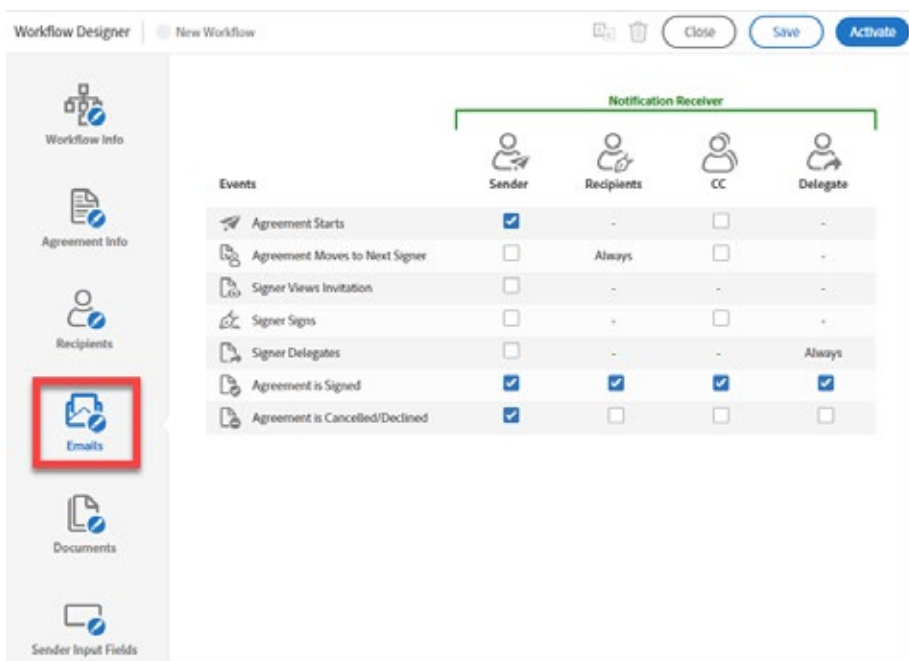 Workflow Designer New Workflow Close Save Activate
Workflow Info
Agreement Info
Recipients
Emails
Documents
Sender Input Fields
Notification Receiver
Events Sender Recipients CC Delegate
Agreement Starts - -
Agreement Moves to Next Signer Always -
Signer Views Invitation - - -
Signer Signs - -
Signer Delegates - - Always
Agreement is Signed
Agreement is Cancelled/Declined